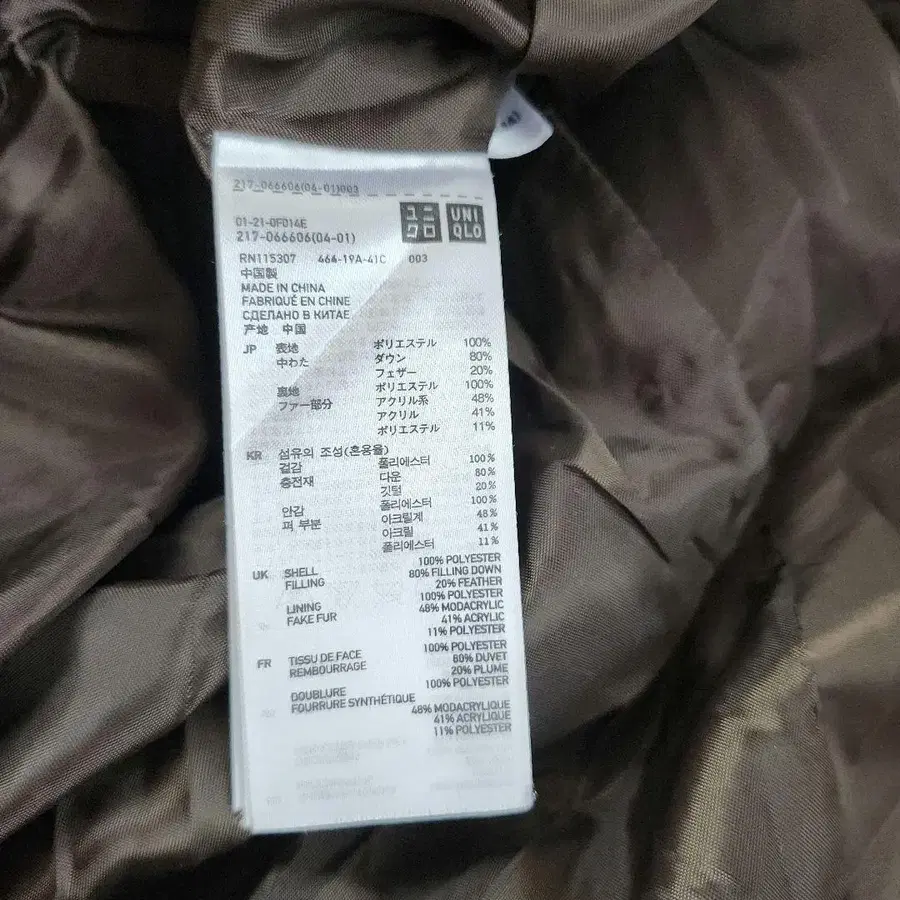 217-066606(04-01)003
ユニクロ
UNIQLO
01-21-0F014E
217-066606(04-01)
RN115307 464-19A-41C 003
中国製
MADE IN CHINA
FABRIQUÉ EN CHINE
СДЕЛАНО В КИТАЕ
产地 中国
JP 表地 ポリエステル 100%
中わた ダウン 80%
フェザー 20%
裏地 ポリエステル 100%
ファー部分 アクリル系 48%
アクリル 41%
ポリエステル 11%
KR 섬유의 조성(혼용율)
겉감 폴리에스터 100%
충전재 다운 80%
깃털 20%
안감 폴리에스터 100%
퍼 부분 아크릴계 48%
아크릴 41%
폴리에스터 11%
UK SHELL 100% POLYESTER
FILLING 80% FILLING DOWN
20% FEATHER
LINING 100% POLYESTER
FAKE FUR 48% MODACRYLIC
41% ACRYLIC
11% POLYESTER
FR TISSU DE FACE 100% POLYESTER
REMBOURRAGE 80% DUVET
20% PLUME
DOUBLURE 100% POLYESTER
FOURRURE SYNTHÉTIQUE 48% MODACRYLIQUE
41% ACRYLIQUE
11% POLYESTER